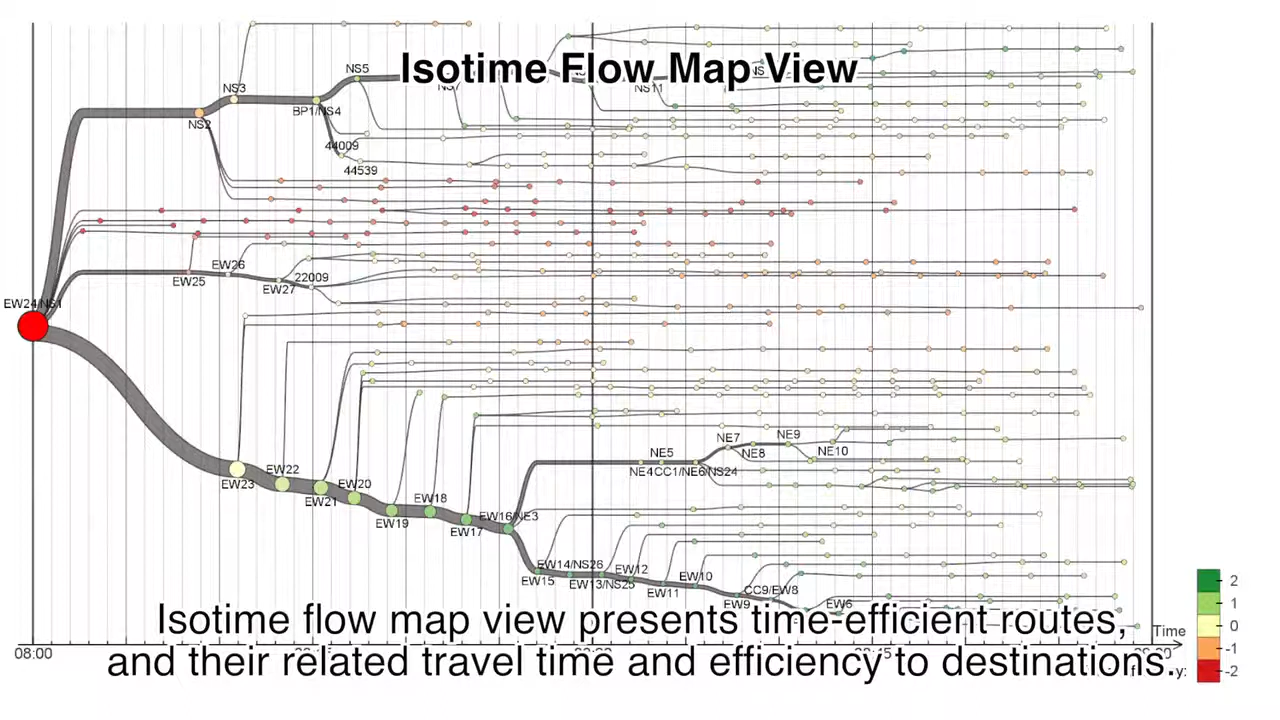 Isotime Flow Map View
NS5
NS3
NS11
BP1/NS4
NS2
44009
44539
EW26
EW25
22009
EW27
EW24/NS1
NE7
NE9
NE5
NE8
NE10
NE4CC1/NE6/NS24
EW22
EW23
EW20
EW21
EW18
EW19
EW16/NE3
EW17
EW14/NS26
EW12
EW15
EW13/NS25
EW10
EW11
CC9/EW8
EW9
EW6
2
1
0
-1
-2
Isotime flow map view presents time-efficient routes,
Time
08:00
and their related travel time and efficiency to destinations.